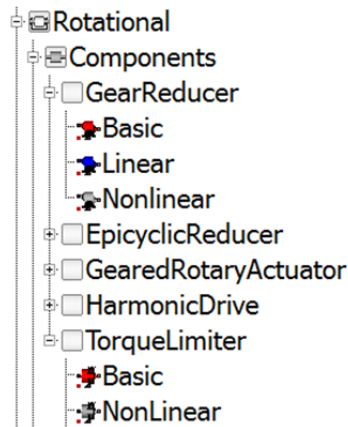 Rotational
Components
GearReducer
Basic
Linear
Nonlinear
EpicyclicReducer
GearedRotaryActuator
HarmonicDrive
TorqueLimiter
Basic
NonLinear